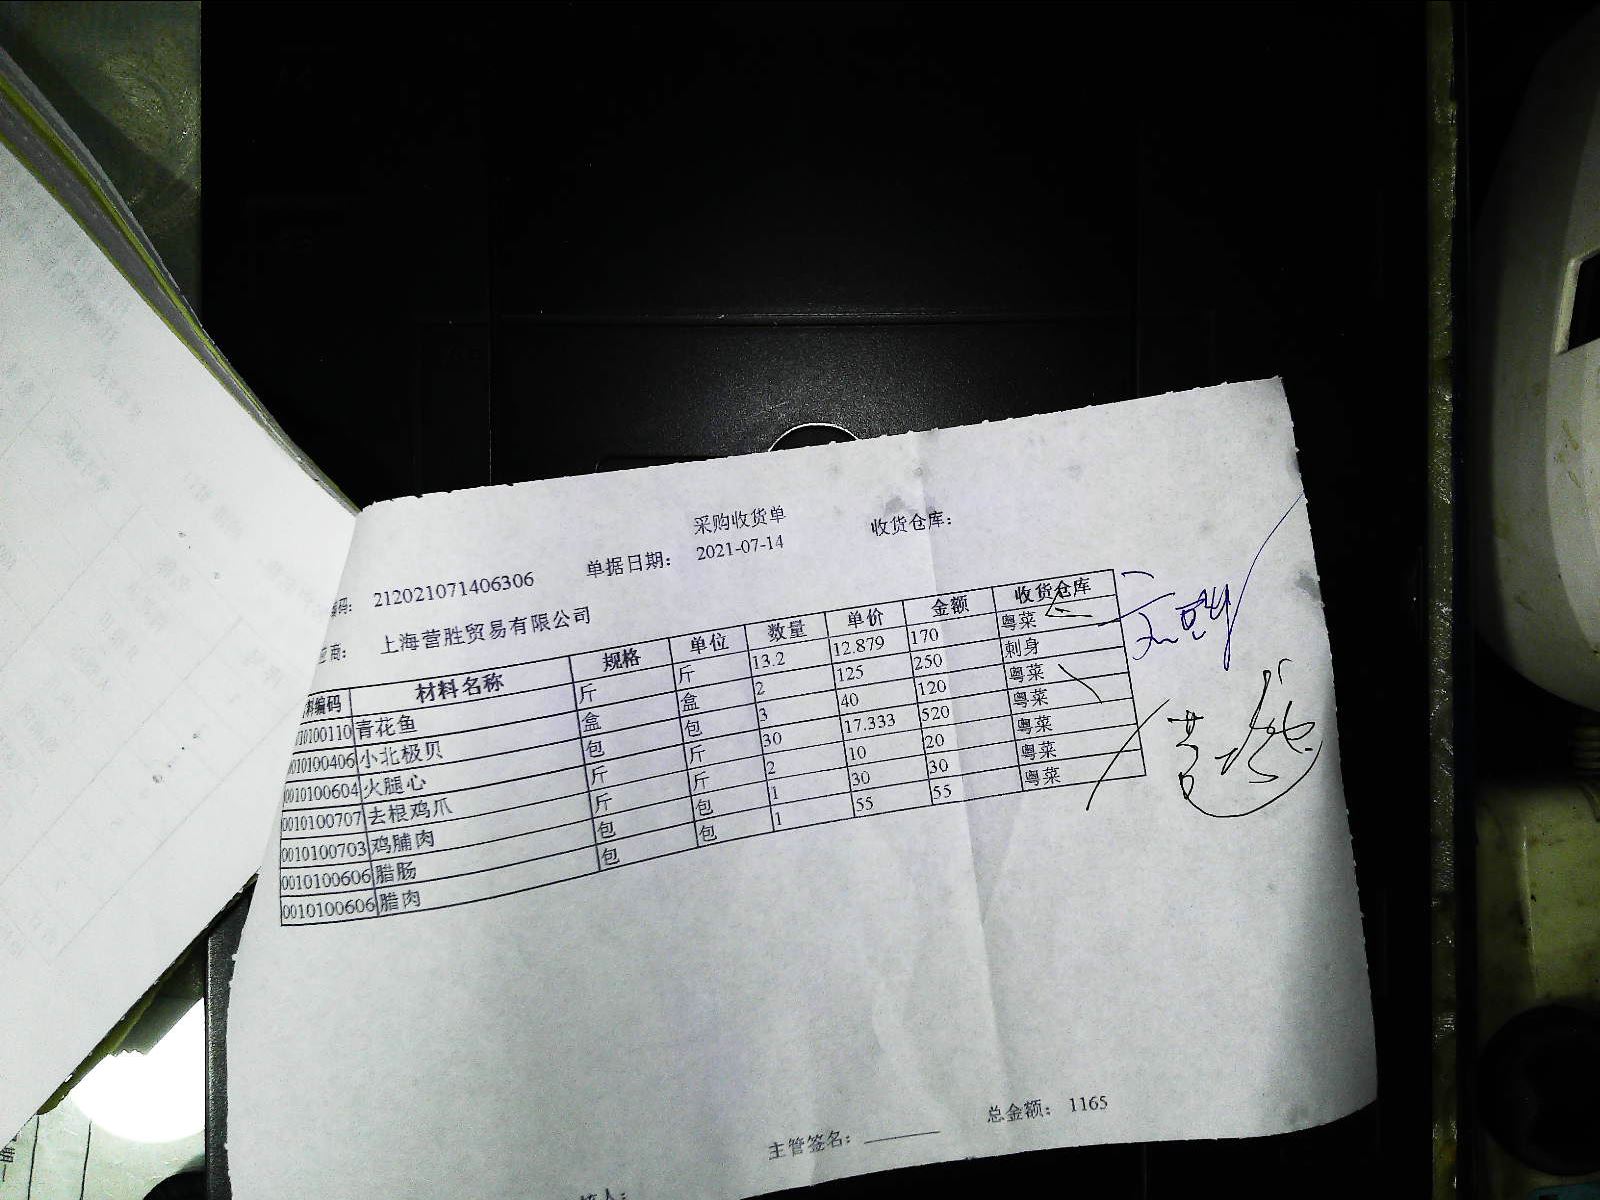 采购收货单
单据日期： 2021-07-14 收货仓库：
编码： 212021071406306
应商： 上海营胜贸易有限公司
料编码 材料名称 规格 单位 数量 单价 金额 收货仓库
0010100110 青花鱼 斤 斤 13.2 12.879 170 粤菜
0010100406 小北极贝 盒 盒 2 125 250 刺身
0010100604 火腿心 包 包 3 40 120 粤菜
0010100707 去根鸡爪 斤 斤 30 17.333 520 粤菜
0010100703 鸡脯肉 斤 斤 2 10 20 粤菜
0010100606 腊肠 包 包 1 30 30 粤菜
0010100606 腊肉 包 包 1 55 55 粤菜
总金额： 1165
主管签名：